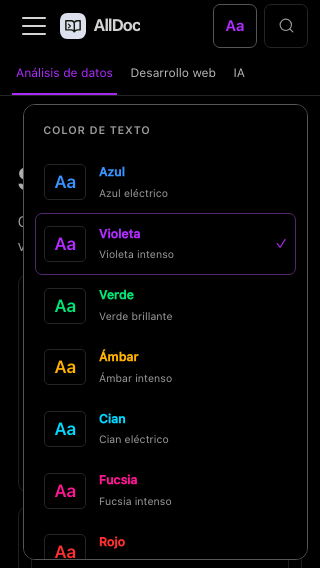 AllDoc
Aa
Análisis de datos
Desarrollo web
IA
COLOR DE TEXTO
Aa
Azul
Azul eléctrico
Aa
Violeta
Violeta intenso
Aa
Verde
Verde brillante
Aa
Ámbar
Ámbar intenso
Aa
Cian
Cian eléctrico
Aa
Fucsia
Fucsia intenso
Aa
Rojo